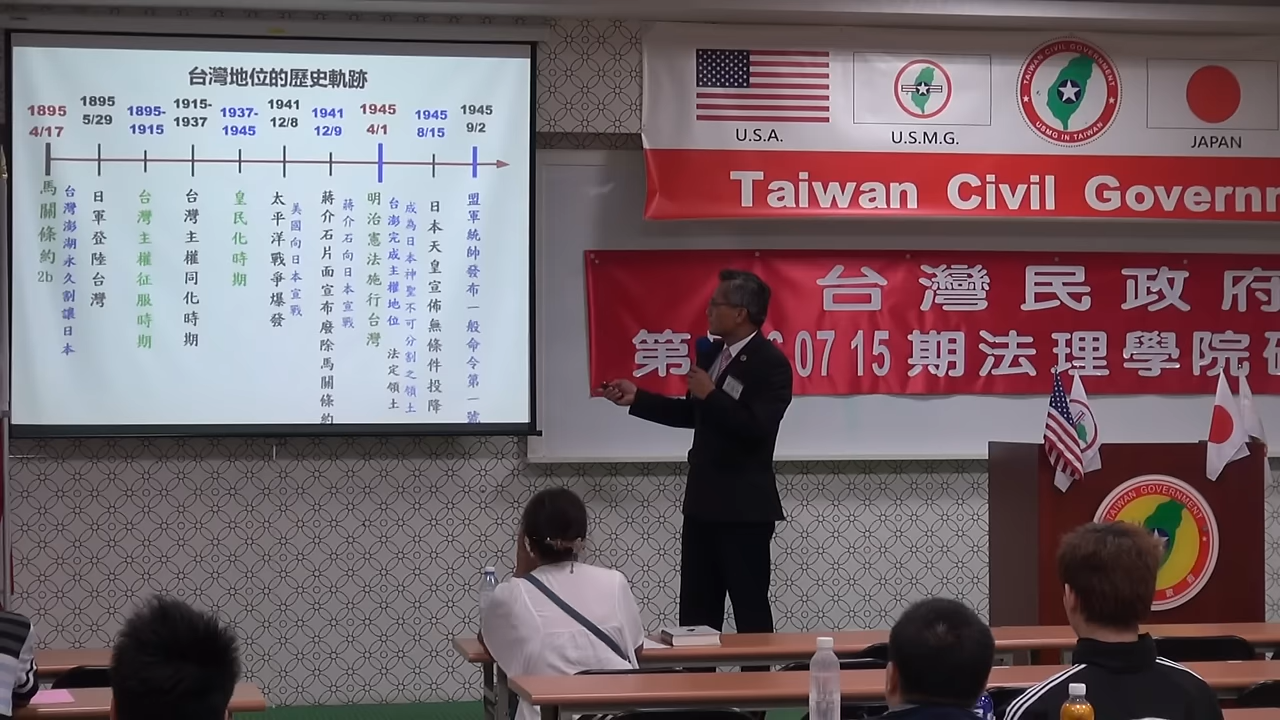 台灣地位的歷史軌跡
1895
4/17
1895
5/29
1895-
1915
1915-
1937
1937-
1945
1941
12/8
1941
12/9
1945
4/1
1945
8/15
1945
9/2
馬關條約2b
台灣澎湖永久割讓日本
日軍登陸台灣
台灣主權征服時期
台灣主權同化時期
皇民化時期
太平洋戰爭爆發
美國向日本宣戰
蔣介石片面宣布廢除馬關條約
蔣介石向日本宣戰
明治憲法施行台灣
台澎完成主權地位 法定領土
成為日本神聖不可分割之領土
日本天皇宣佈無條件投降
盟軍統帥發布一般命令第一號
U.S.A.
U.S.M.G.
TAIWAN CIVIL GOVERNMENT
USMG IN TAIWAN
JAPAN
Taiwan Civil Governm
台灣民政府
第 07 15期法理學院研
TAIWAN GOVERNMENT